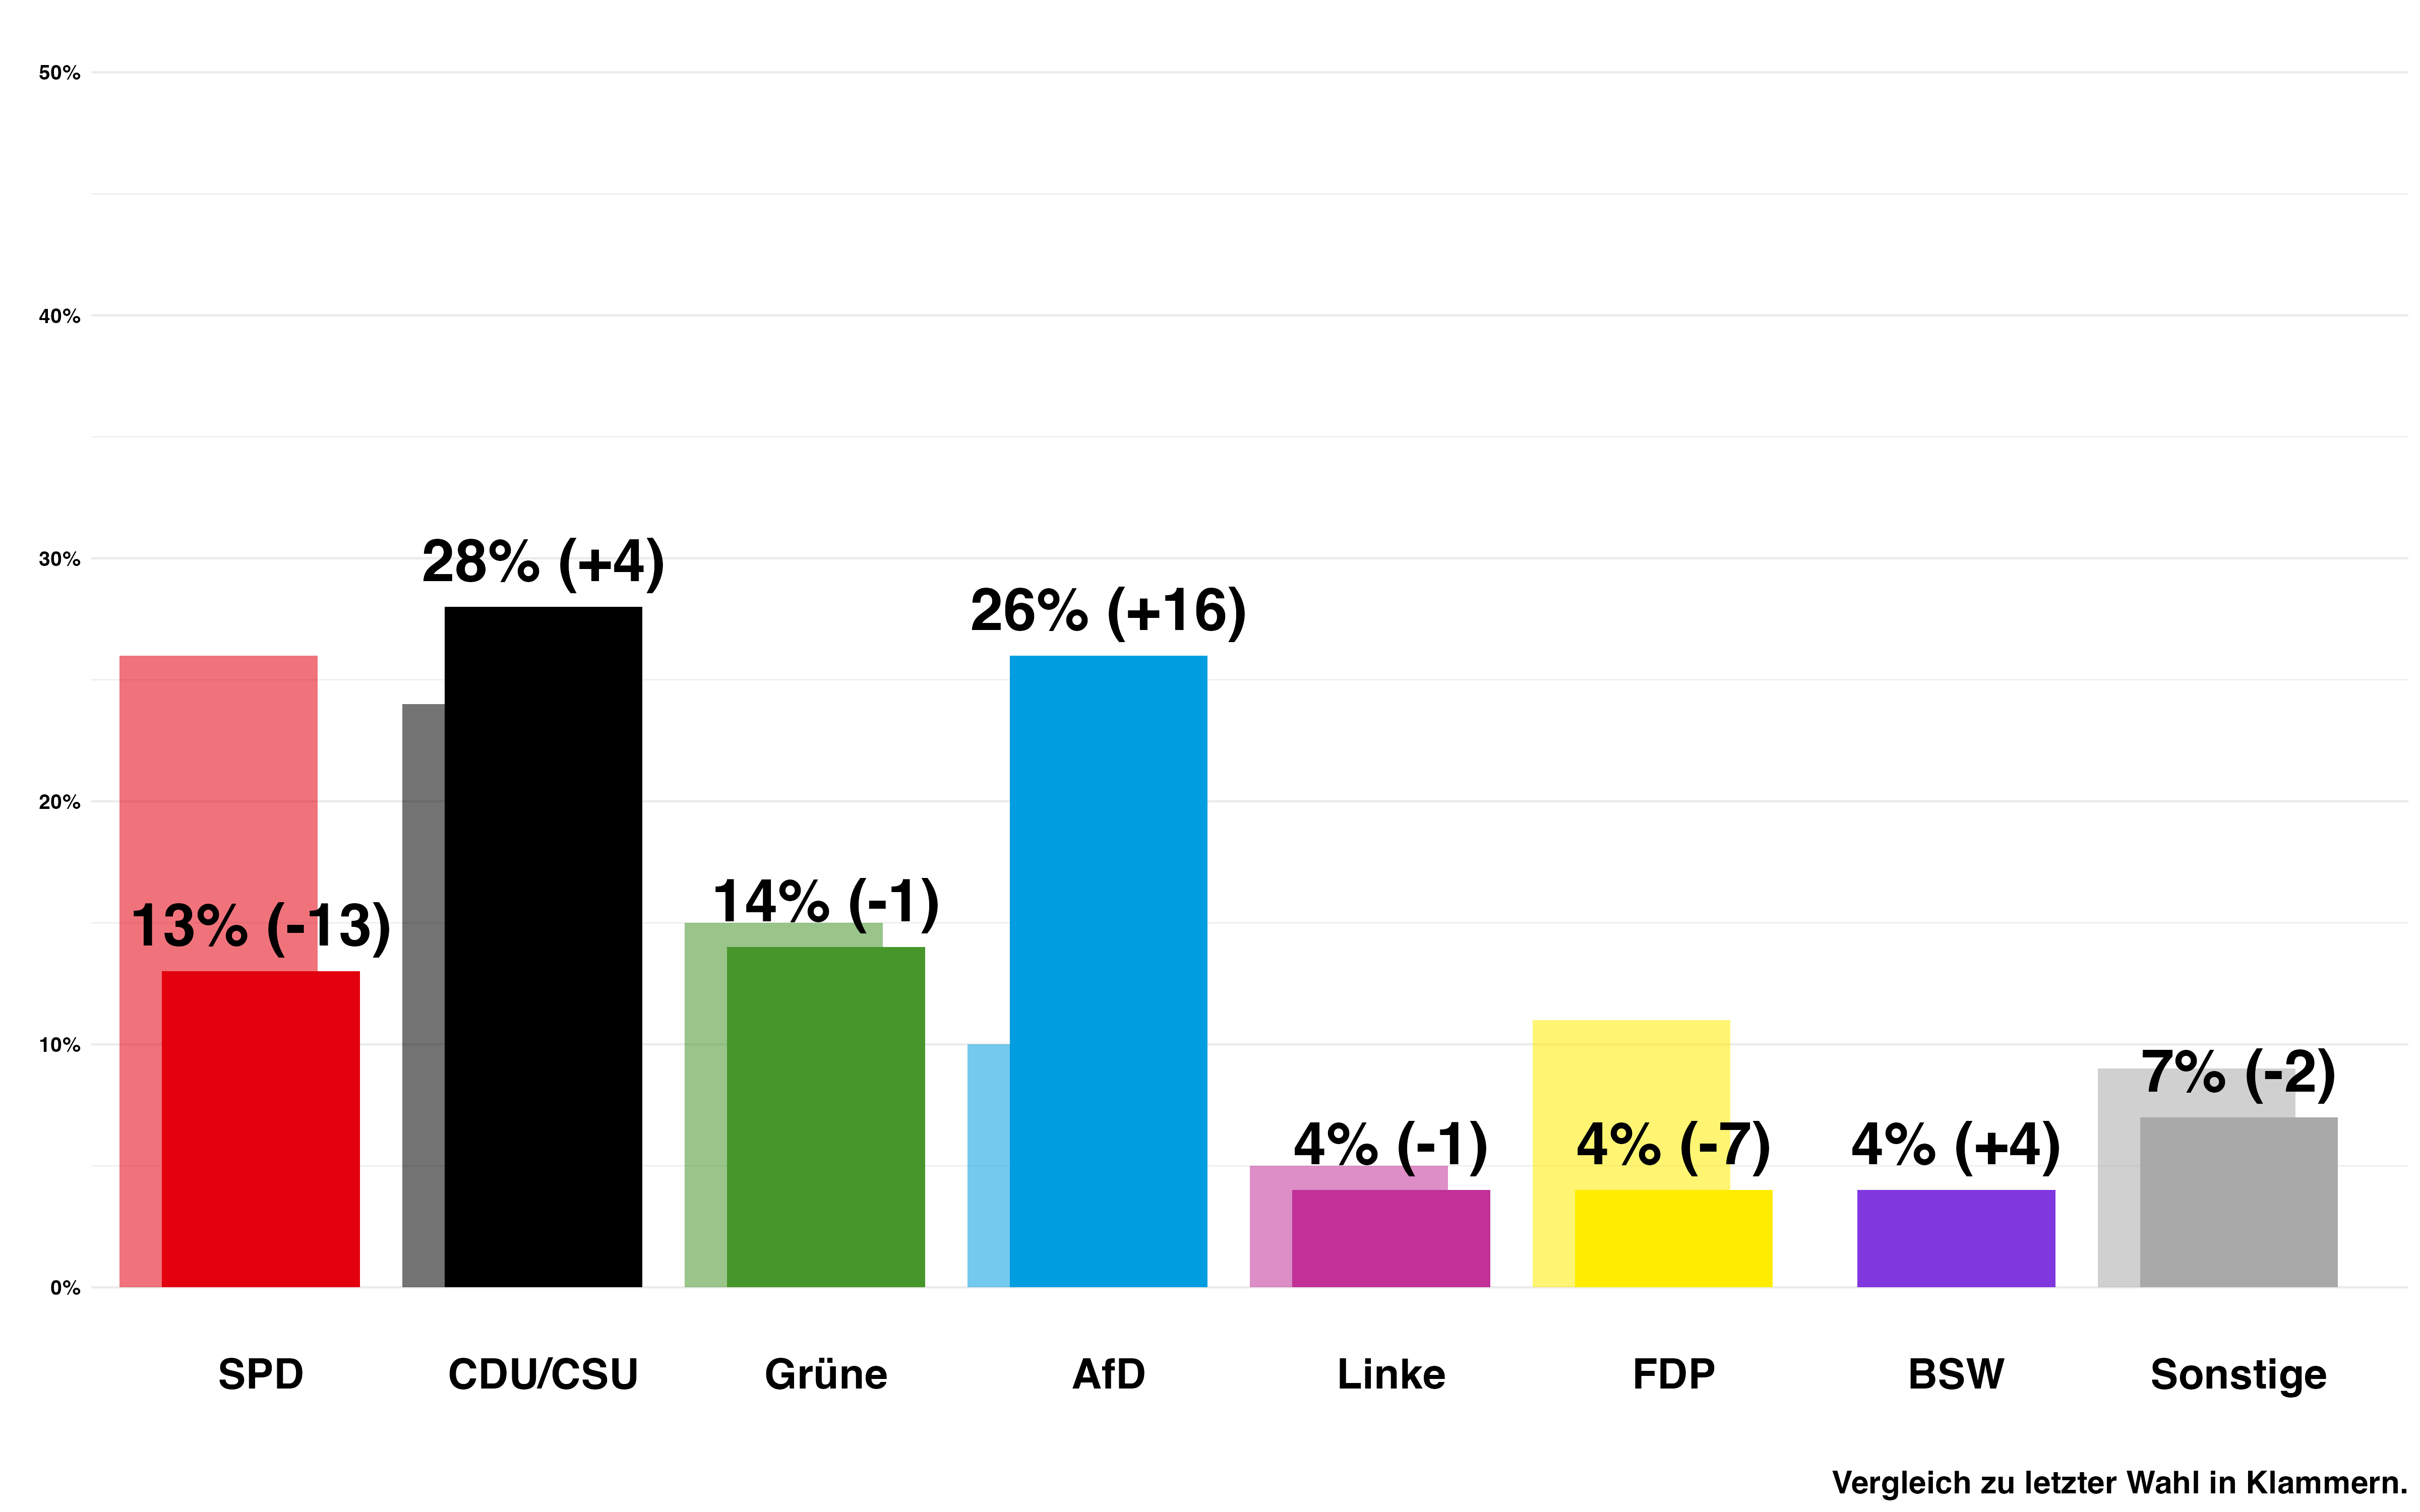 50%
40%
30%
20%
10%
0%
13% (-13)
28% (+4)
14% (-1)
26% (+16)
4% (-1)
4% (-7)
4% (+4)
7% (-2)
SPD
CDU/CSU
Grüne
AfD
Linke
FDP
BSW
Sonstige
Vergleich zu letzter Wahl in Klammern.